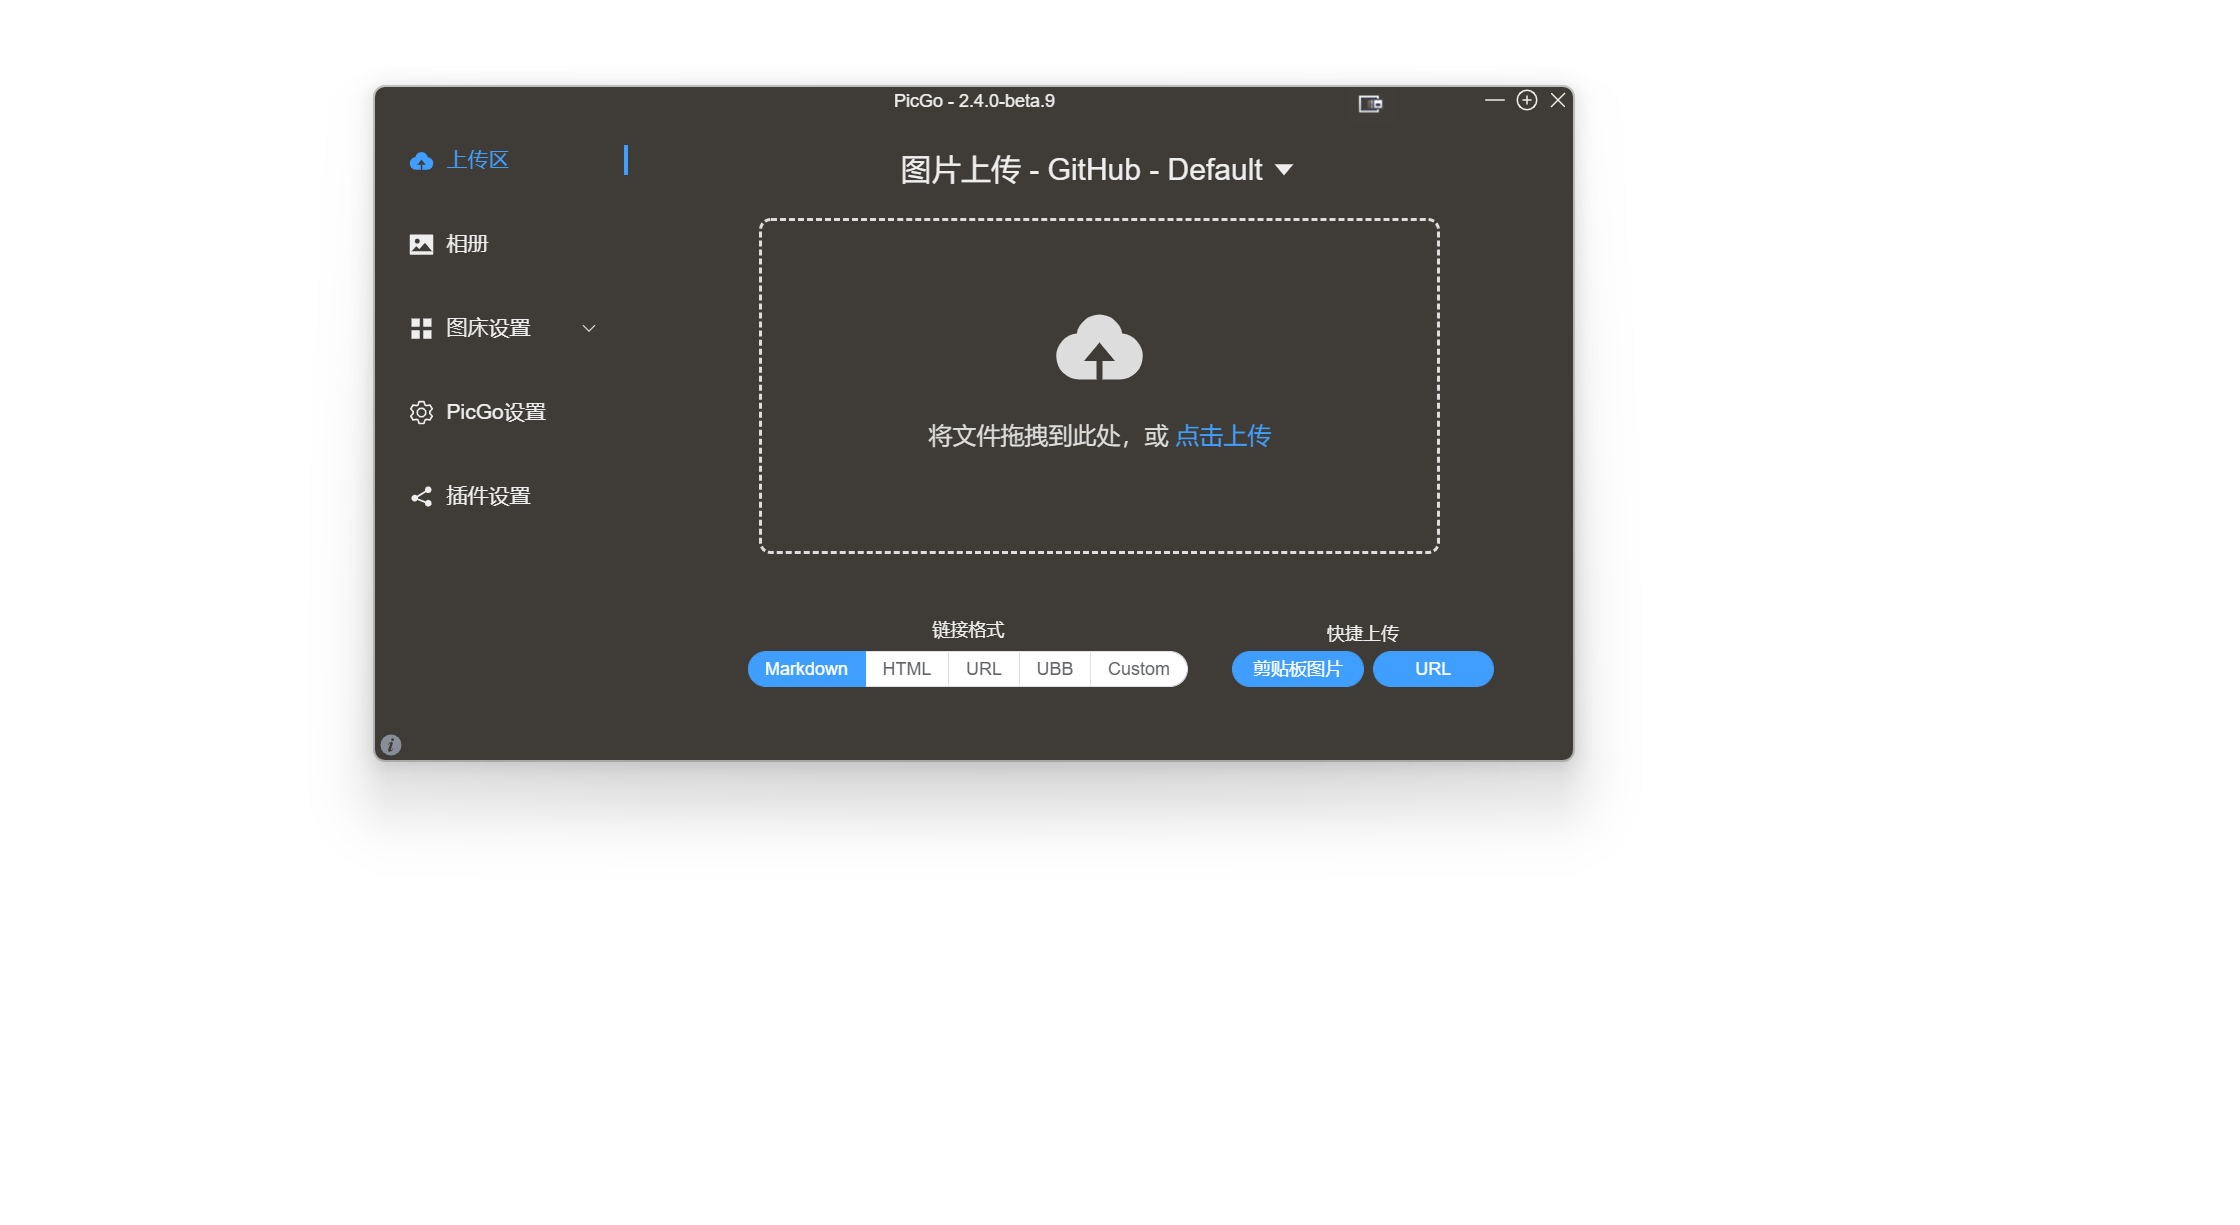 PicGo - 2.4.0-beta.9
上传区
相册
图床设置
PicGo设置
插件设置
图片上传 - GitHub - Default
将文件拖拽到此处，或 点击上传
链接格式
Markdown HTML URL UBB Custom
快捷上传
剪贴板图片 URL
i